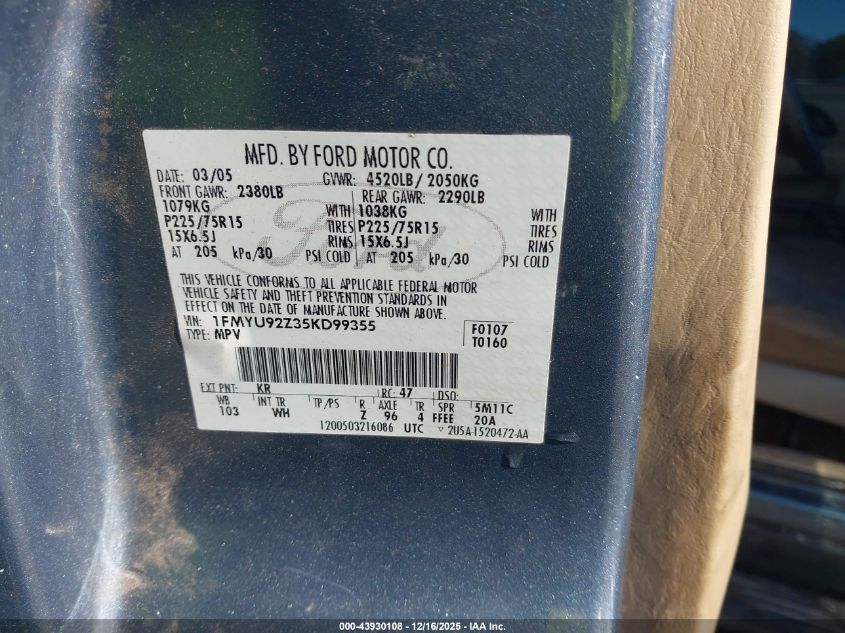 MFD. BY FORD MOTOR CO.
DATE: 03/05 GVWR: 4520LB/ 2050KG
FRONT GAWR: 2380LB REAR GAWR: 2290LB
1079KG WITH 1038KG WITH
P225/75R15 TIRES P225/75R15 TIRES
15X6.5J RIMS 15X6.5J RIMS
AT 205 kPa/30 PSI COLD AT 205 kPa/30 PSI COLD
Ford
THIS VEHICLE CONFORMS TO ALL APPLICABLE FEDERAL MOTOR
VEHICLE SAFETY AND THEFT PREVENTION STANDARDS IN
EFFECT ON THE DATE OF MANUFACTURE SHOWN ABOVE.
VIN: 1FMYU92Z35KD99355 F0107
TYPE: MPV T0160
EXT PNT: KR RC: 47 DSO:
WB INT TR TP/PS R AXLE TR SPR 5M11C
103 WH Z 96 4 FFEE 20A
1200503216086 UTC ▽ 2U5A-1520472-AA
000-43930108 - 12/16/2025 - IAA Inc.